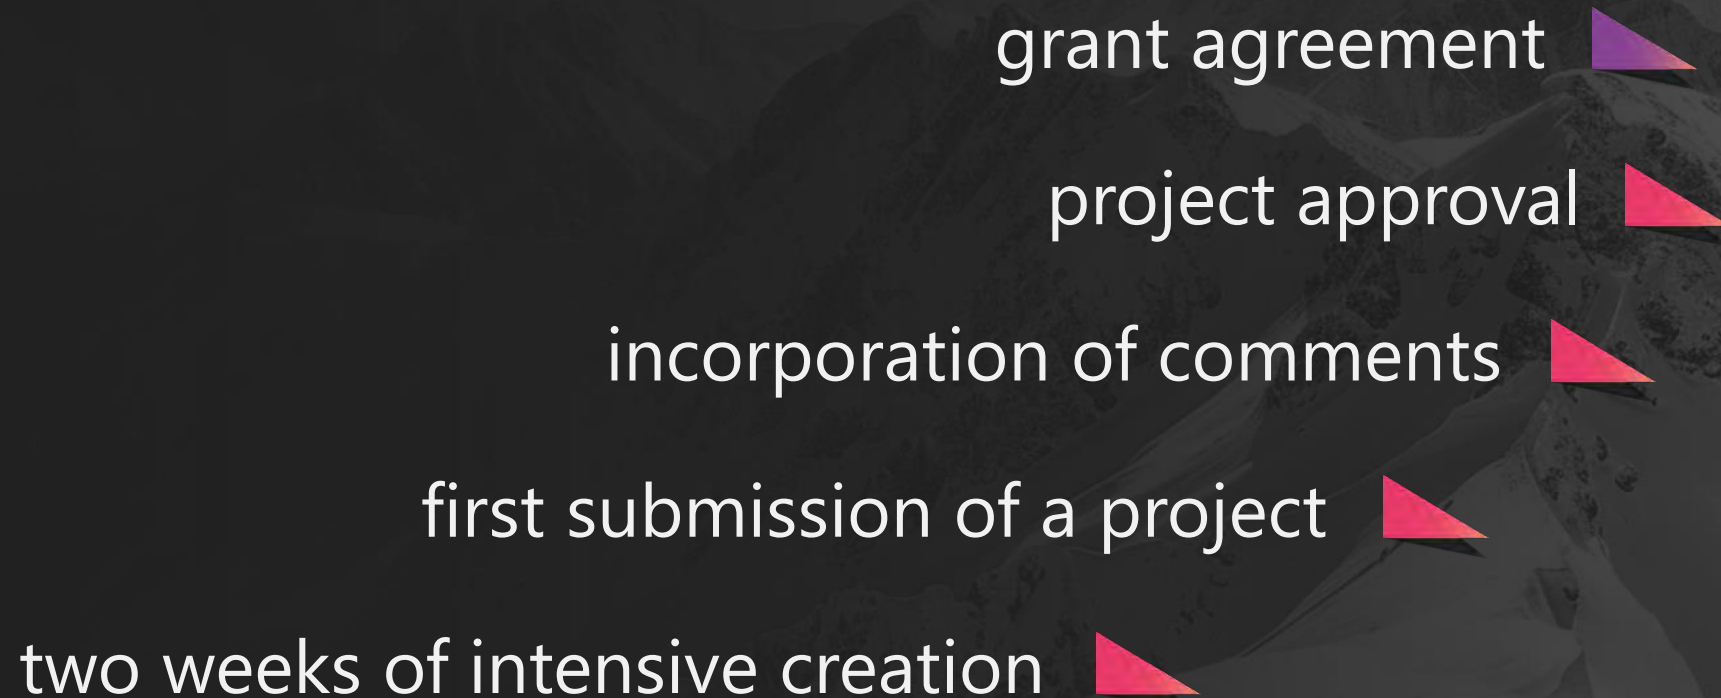 grant agreement
project approval
incorporation of comments
first submission of a project
two weeks of intensive creation